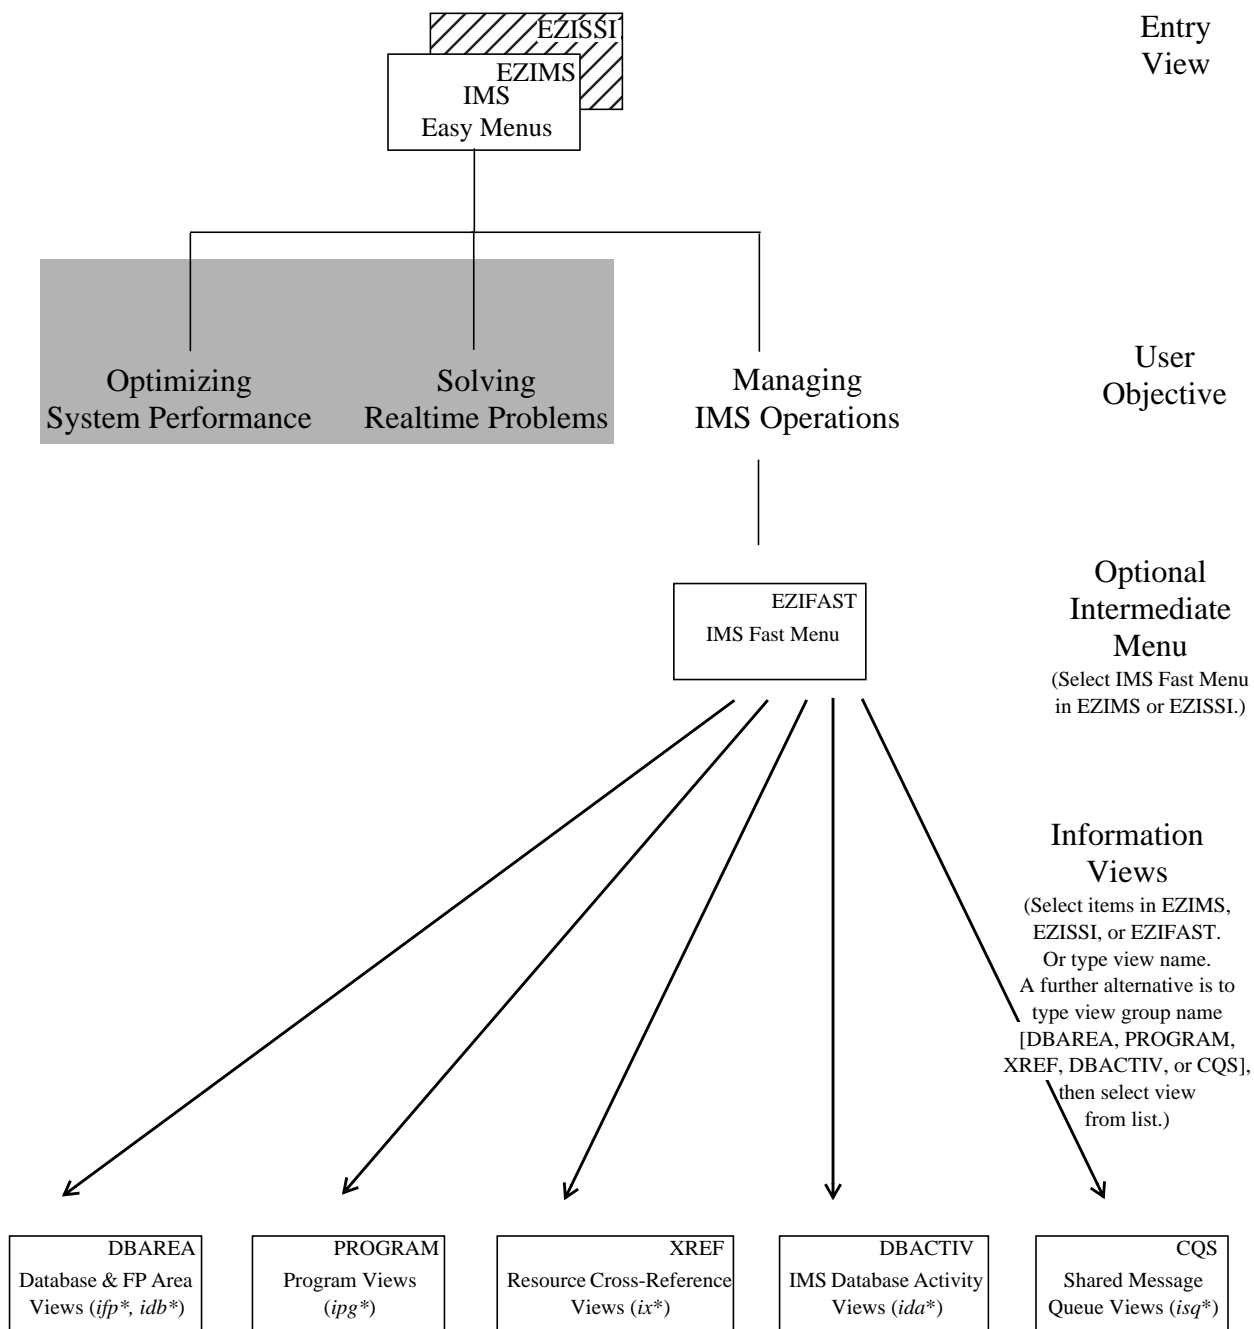 EZISSI
EZIMS
IMS
Easy Menus
Entry
View
Optimizing
System Performance
Solving
Realtime Problems
Managing
IMS Operations
User
Objective
EZIFAST
IMS Fast Menu
Optional
Intermediate
Menu
(Select IMS Fast Menu
in EZIMS or EZISSI.)
Information
Views
(Select items in EZIMS,
EZISSI, or EZIFAST.
Or type view name.
A further alternative is to
type view group name
[DBAREA, PROGRAM,
XREF, DBACTIV, or CQS],
then select view
from list.)
DBAREA
Database & FP Area
Views (ifp*, idb*)
PROGRAM
Program Views
(ipg*)
XREF
Resource Cross-Reference
Views (ix*)
DBACTIV
IMS Database Activity
Views (ida*)
CQS
Shared Message
Queue Views (isq*)